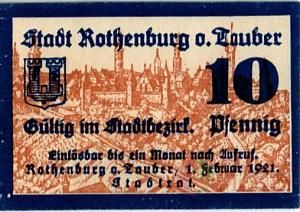 Stadt Rothenburg o. Tauber
10
Gültig im Stadtbezirk. Pfennig
Einlösbar bis ein Monat nach Aufruf.
Rothenburg o. Tauber, 1. Februar 1921.
Stadtrat.